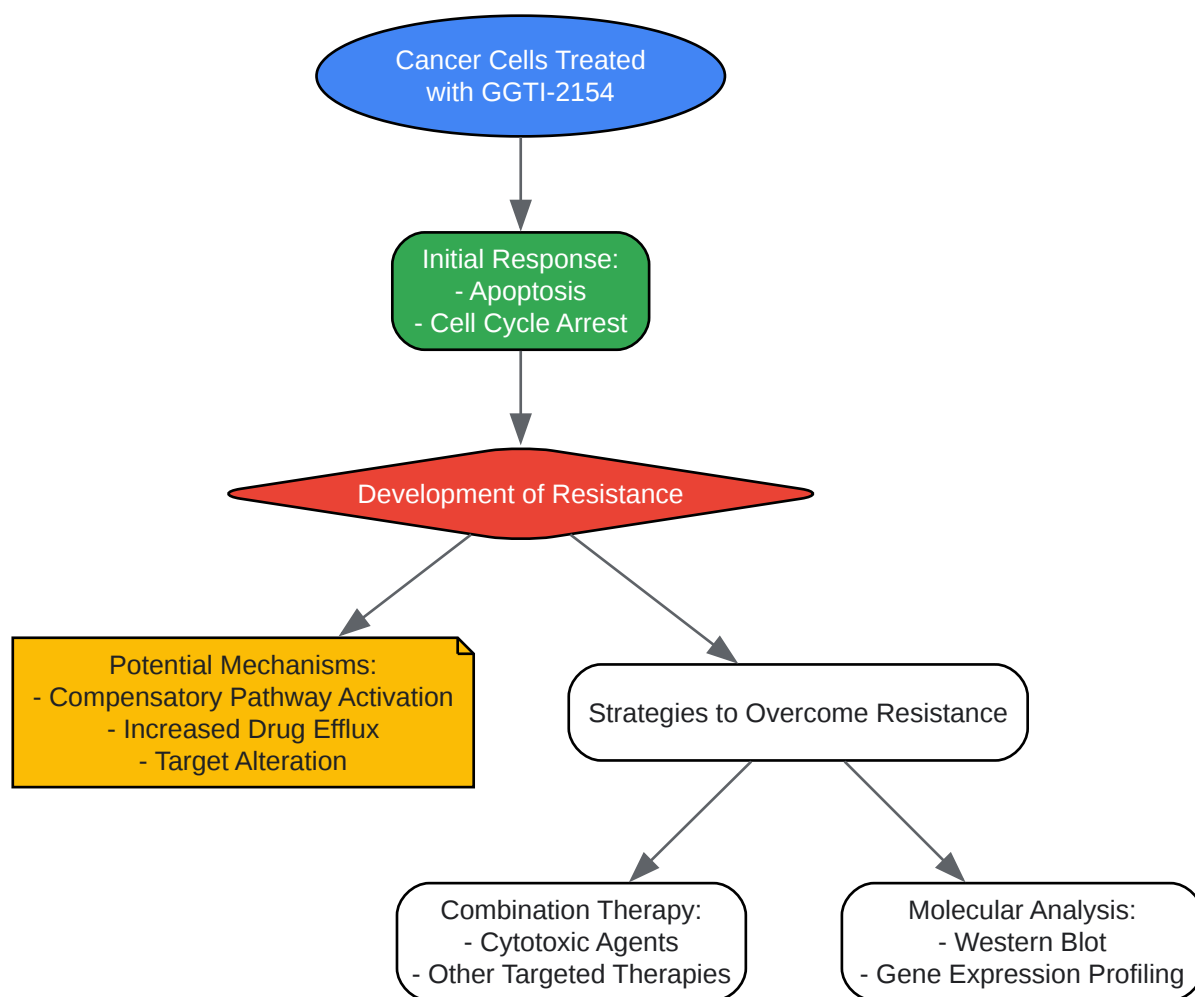 Cancer Cells Treated
with GGTI-2154
Initial Response:
- Apoptosis
- Cell Cycle Arrest
Development of Resistance
Potential Mechanisms:
- Compensatory Pathway Activation
- Increased Drug Efflux
- Target Alteration
Strategies to Overcome Resistance
Combination Therapy:
- Cytotoxic Agents
- Other Targeted Therapies
Molecular Analysis:
- Western Blot
- Gene Expression Profiling